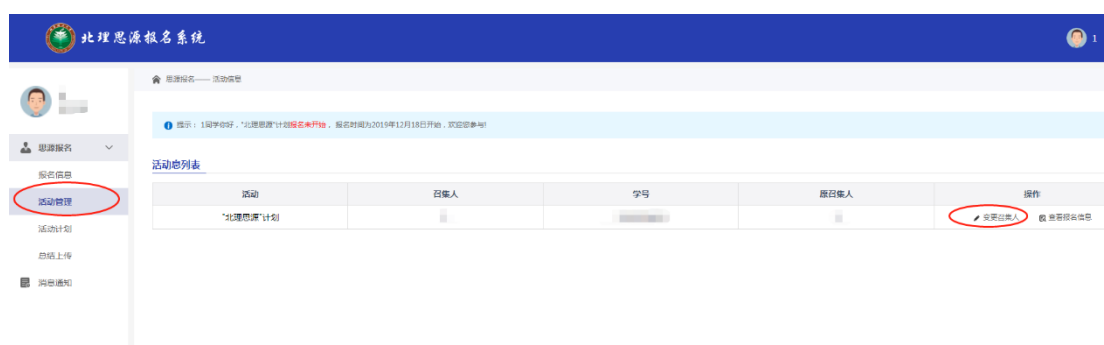 北理思源报名系统
1
思源报名—— 活动信息
提示： 1同学你好，"北理思源"计划报名未开始， 报名时间为2019年12月18日开始，欢迎您参与!
思源报名
报名信息
活动管理
活动计划
总结上传
消息通知
活动息列表
活动 召集人 学号 原召集人 操作
"北理思源"计划 变更召集人 查看报名信息